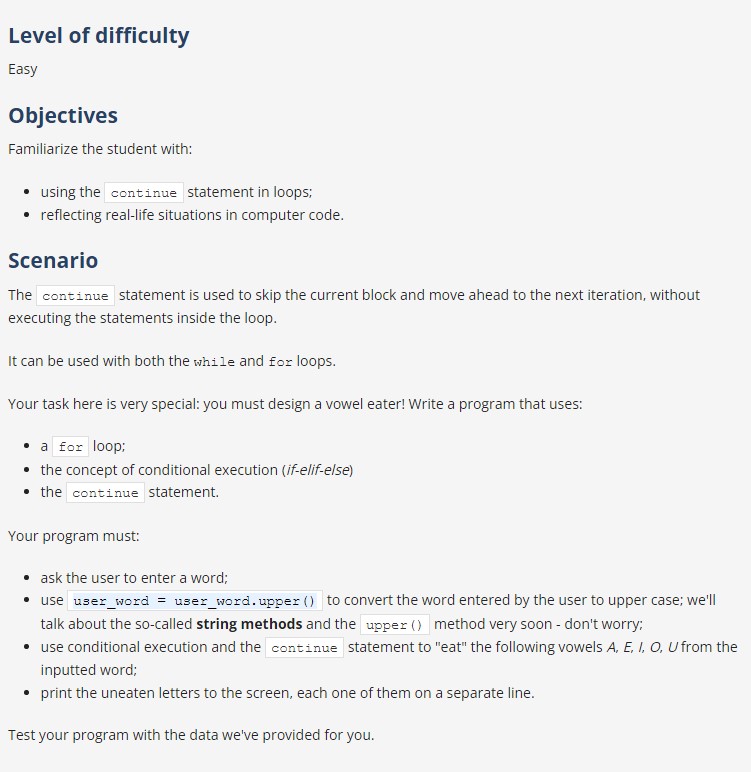 Level of difficulty
Easy
Objectives
Familiarize the student with:
• using the continue statement in loops;
• reflecting real-life situations in computer code.
Scenario
The continue statement is used to skip the current block and move ahead to the next iteration, without
executing the statements inside the loop.
It can be used with both the while and for loops.
Your task here is very special: you must design a vowel eater! Write a program that uses:
• a for loop;
• the concept of conditional execution (if-elif-else)
• the continue statement.
Your program must:
• ask the user to enter a word;
• use user_word = user_word.upper() to convert the word entered by the user to upper case; we'll
talk about the so-called string methods and the upper() method very soon - don't worry;
• use conditional execution and the continue statement to "eat" the following vowels A, E, I, O, U from the
inputted word;
• print the uneaten letters to the screen, each one of them on a separate line.
Test your program with the data we've provided for you.